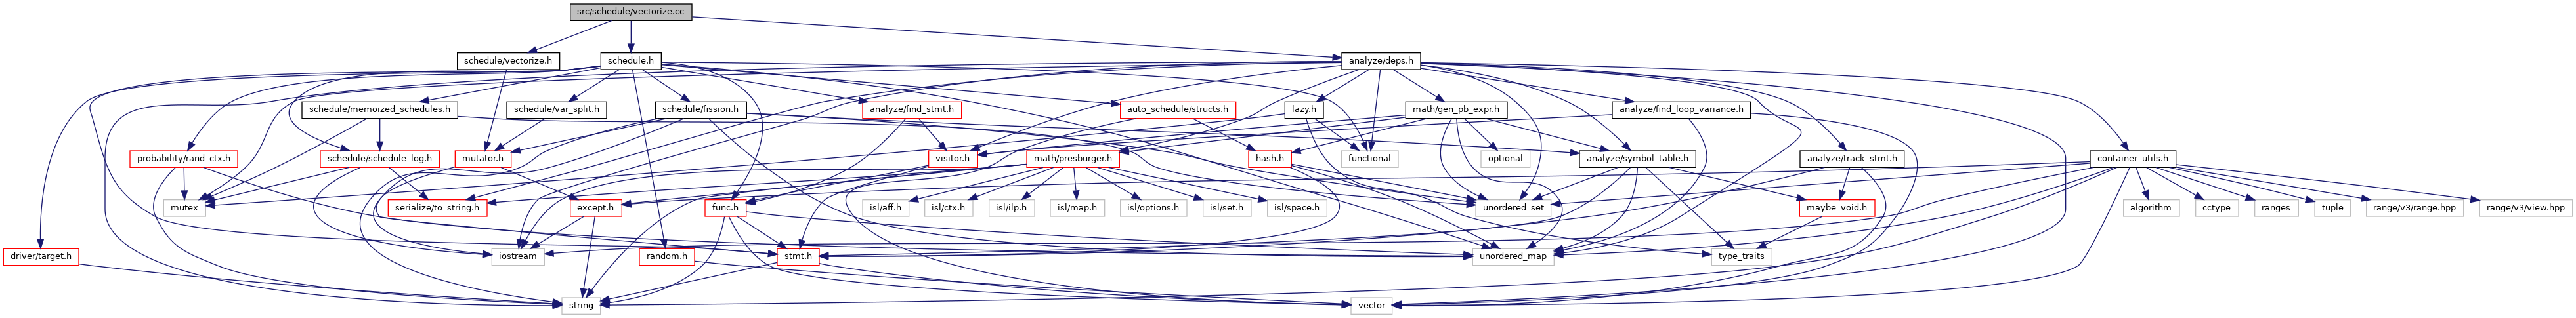 src/schedule/vectorize.cc
schedule/vectorize.h
schedule.h
analyze/deps.h
schedule/memoized_schedules.h
schedule/var_split.h
schedule/fission.h
analyze/find_stmt.h
auto_schedule/structs.h
lazy.h
math/gen_pb_expr.h
analyze/find_loop_variance.h
probability/rand_ctx.h
schedule/schedule_log.h
mutator.h
visitor.h
math/presburger.h
hash.h
functional
optional
analyze/symbol_table.h
analyze/track_stmt.h
container_utils.h
mutex
serialize/to_string.h
except.h
func.h
isl/aff.h
isl/ctx.h
isl/ilp.h
isl/map.h
isl/options.h
isl/set.h
isl/space.h
unordered_set
maybe_void.h
algorithm
cctype
ranges
tuple
range/v3/range.hpp
range/v3/view.hpp
driver/target.h
iostream
random.h
stmt.h
unordered_map
type_traits
string
vector